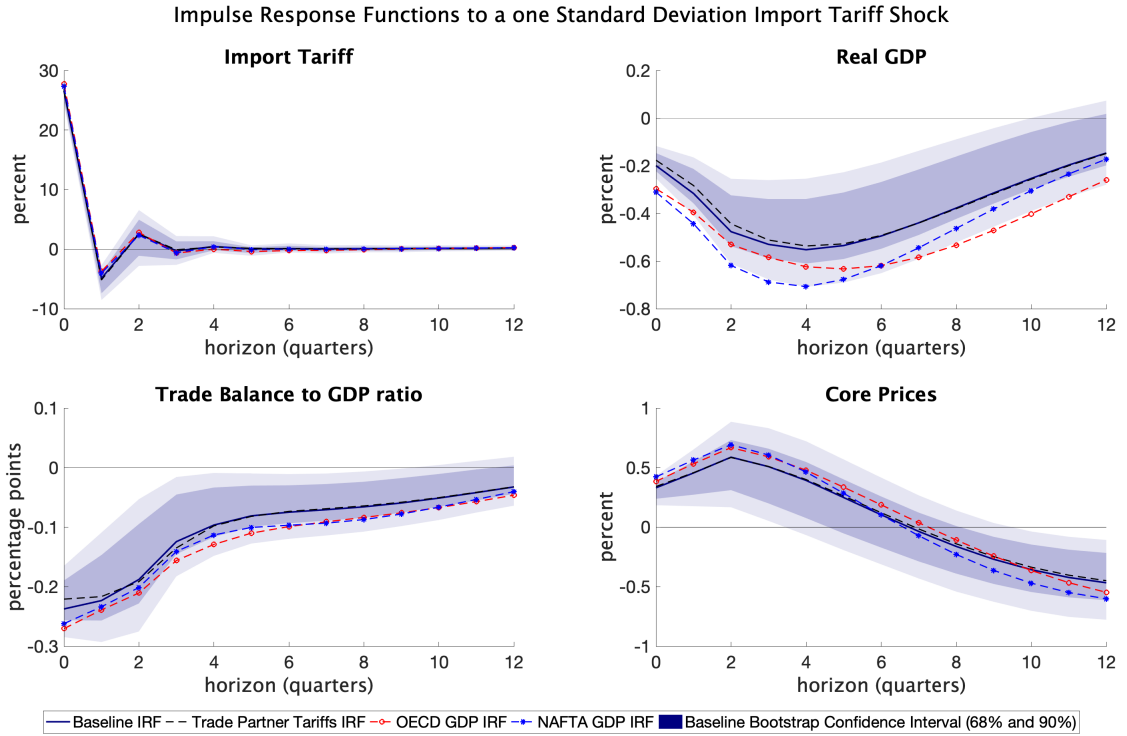 Impulse Response Functions to a one Standard Deviation Import Tariff Shock
Import Tariff
30
20
10
0
-10
percent
0 2 4 6 8 10 12
horizon (quarters)
Real GDP
0.2
0
-0.2
-0.4
-0.6
-0.8
percent
0 2 4 6 8 10 12
horizon (quarters)
Trade Balance to GDP ratio
0.1
0
-0.1
-0.2
-0.3
percentage points
0 2 4 6 8 10 12
horizon (quarters)
Core Prices
1
0.5
0
-0.5
-1
percent
0 2 4 6 8 10 12
horizon (quarters)
Baseline IRF Trade Partner Tariffs IRF OECD GDP IRF NAFTA GDP IRF Baseline Bootstrap Confidence Interval (68% and 90%)